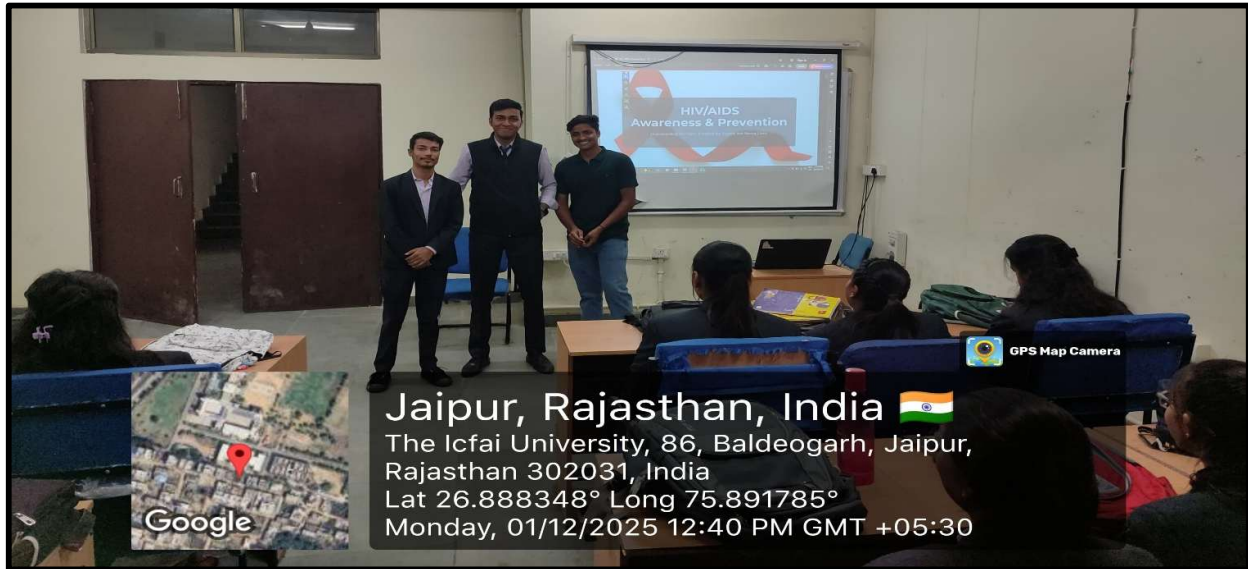 HIV/AIDS
Awareness & Prevention
GPS Map Camera
Jaipur, Rajasthan, India
The Icfai University, 86, Baldeogarh, Jaipur,
Rajasthan 302031, India
Lat 26.888348° Long 75.891785°
Monday, 01/12/2025 12:40 PM GMT +05:30
Google